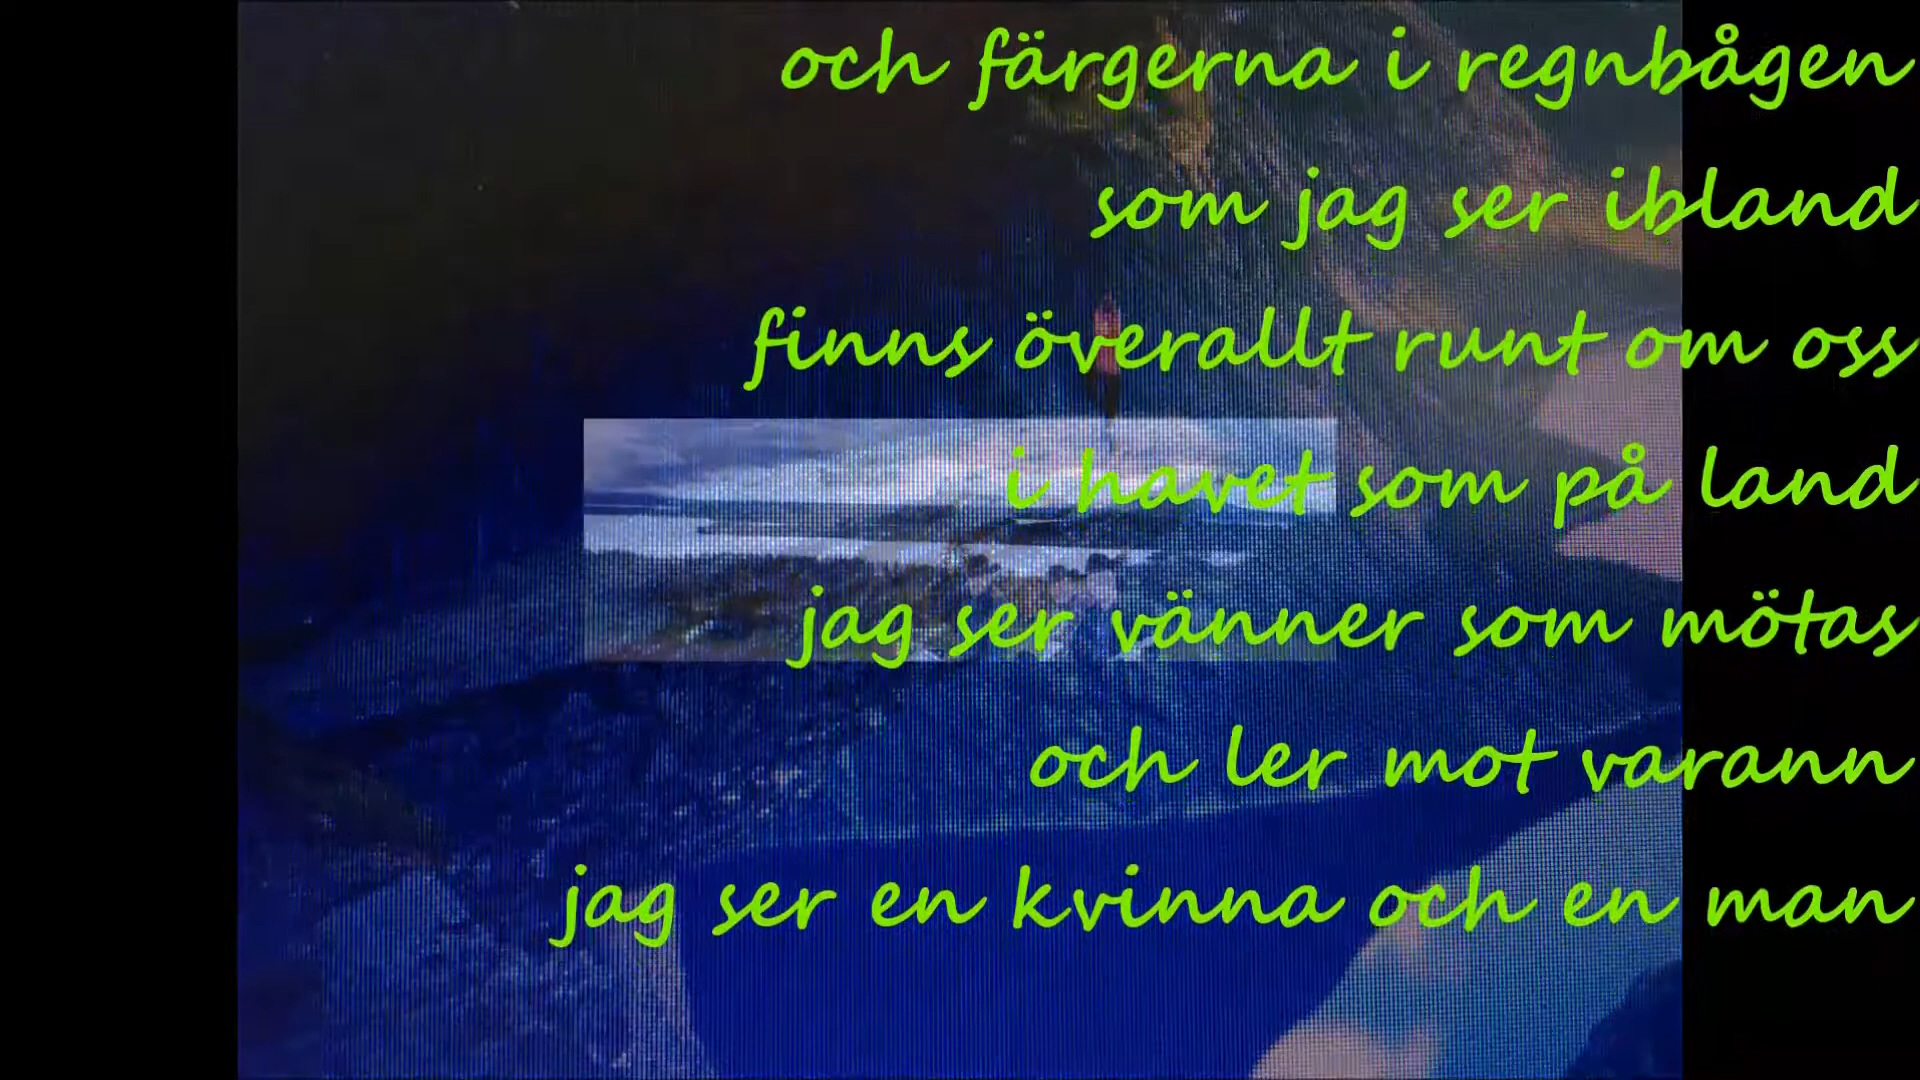 och färgerna i regnbågen
som jag ser ibland
finns överallt runt om oss
i havet som på land
jag ser vänner som mötas
och ler mot varann
jag ser en kvinna och en man